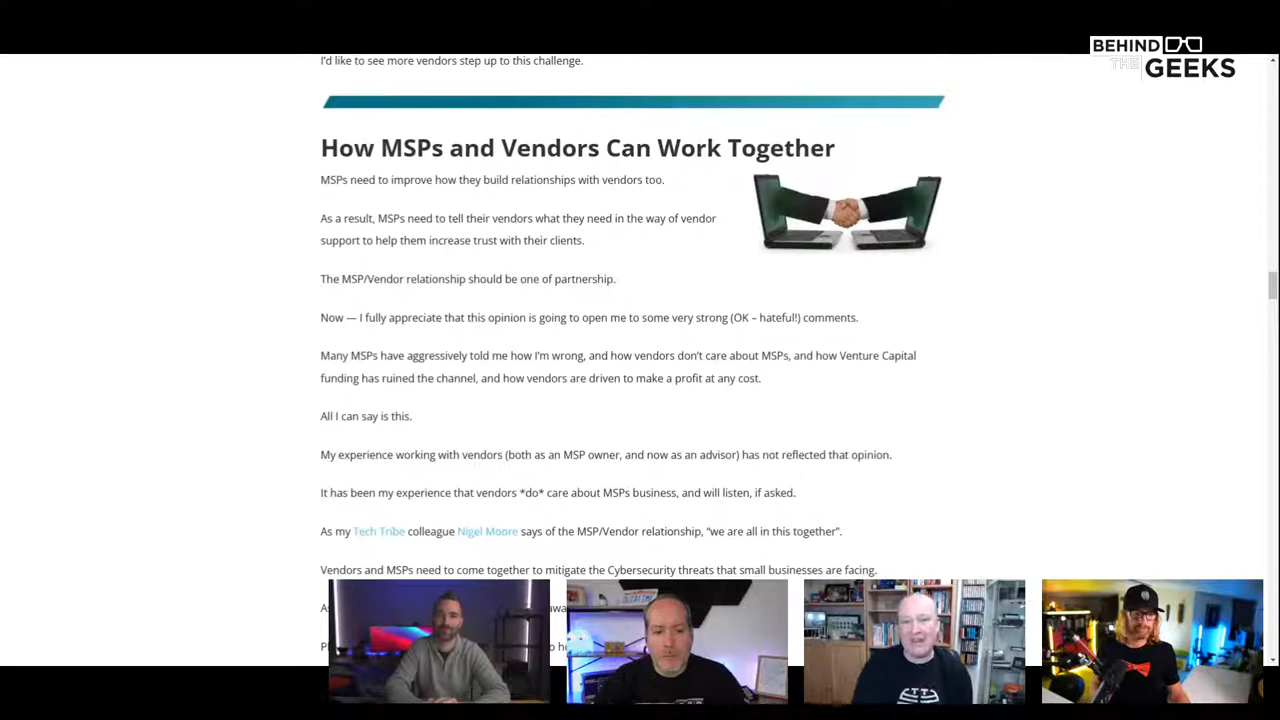 BEHIND
THE
GEEKS
I'd like to see more vendors step up to this challenge.
How MSPs and Vendors Can Work Together
MSPs need to improve how they build relationships with vendors too.
As a result, MSPs need to tell their vendors what they need in the way of vendor
support to help them increase trust with their clients.
The MSP/Vendor relationship should be one of partnership.
Now — I fully appreciate that this opinion is going to open me to some very strong (OK – hateful!) comments.
Many MSPs have aggressively told me how I'm wrong, and how vendors don't care about MSPs, and how Venture Capital
funding has ruined the channel, and how vendors are driven to make a profit at any cost.
All I can say is this.
My experience working with vendors (both as an MSP owner, and now as an advisor) has not reflected that opinion.
It has been my experience that vendors *do* care about MSPs business, and will listen, if asked.
As my Tech Tribe colleague Nigel Moore says of the MSP/Vendor relationship, “we are all in this together”.
Vendors and MSPs need to come together to mitigate the Cybersecurity threats that small businesses are facing.